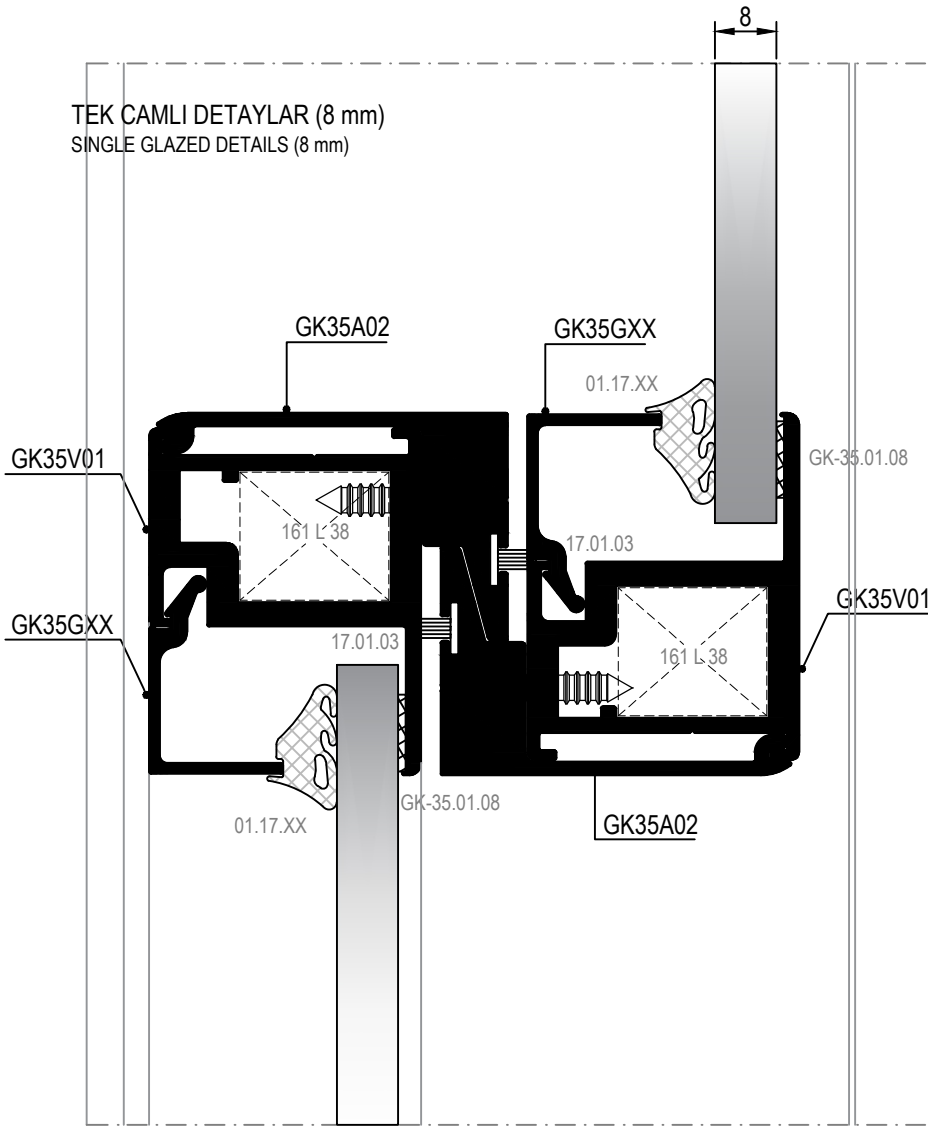 8
TEK CAMLI DETAYLAR (8 mm)
SINGLE GLAZED DETAILS (8 mm)
GK35A02
GK35GXX
01.17.XX
GK35V01
GK-35.01.08
161 L 38
17.01.03
GK35V01
GK35GXX
17.01.03
161 L 38
GK-35.01.08
01.17.XX
GK35A02